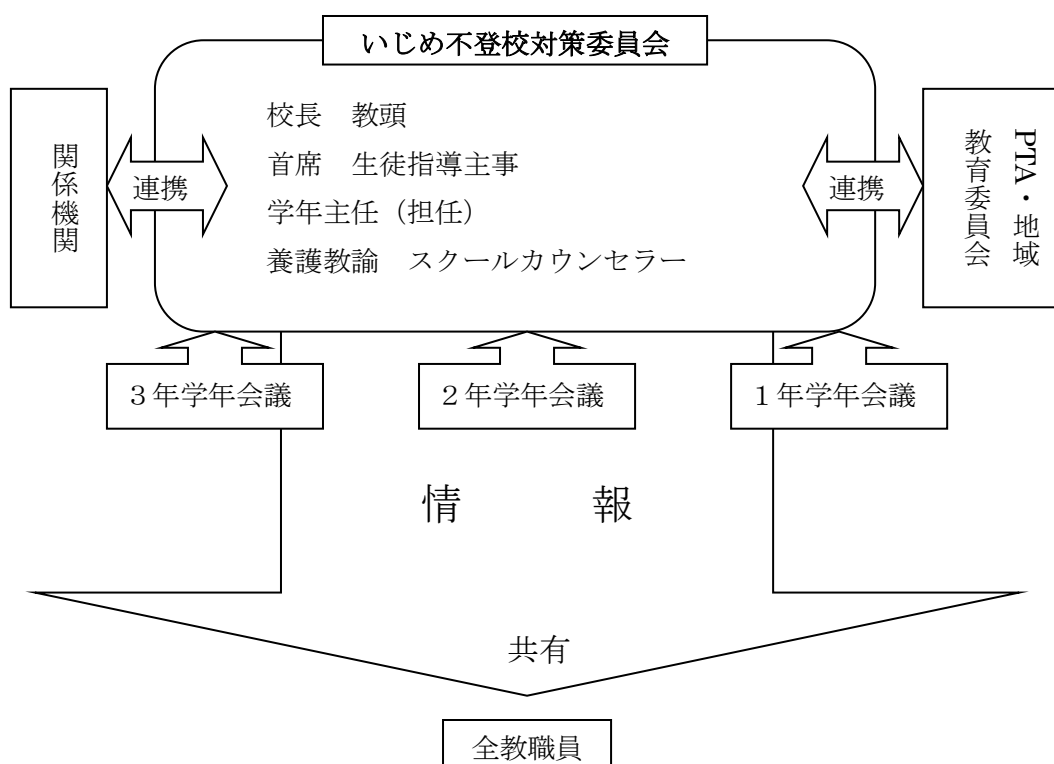 いじめ不登校対策委員会
校長　教頭
首席　生徒指導主事
学年主任（担任）
養護教諭　スクールカウンセラー
関係機関
連携
連携
PTA・地域
教育委員会
３年学年会議
２年学年会議
１年学年会議
情　報
共有
全教職員